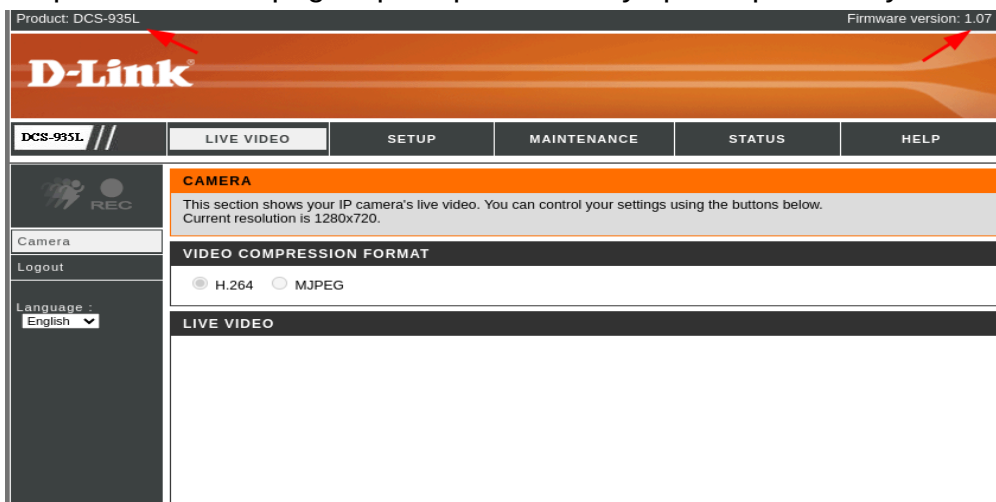 Product: DCS-935L Firmware version: 1.07
D-Link®
DCS-935L // LIVE VIDEO SETUP MAINTENANCE STATUS HELP
REC
CAMERA
This section shows your IP camera's live video. You can control your settings using the buttons below.
Current resolution is 1280x720.
Camera
Logout
VIDEO COMPRESSION FORMAT
H.264 MJPEG
Language :
English
LIVE VIDEO